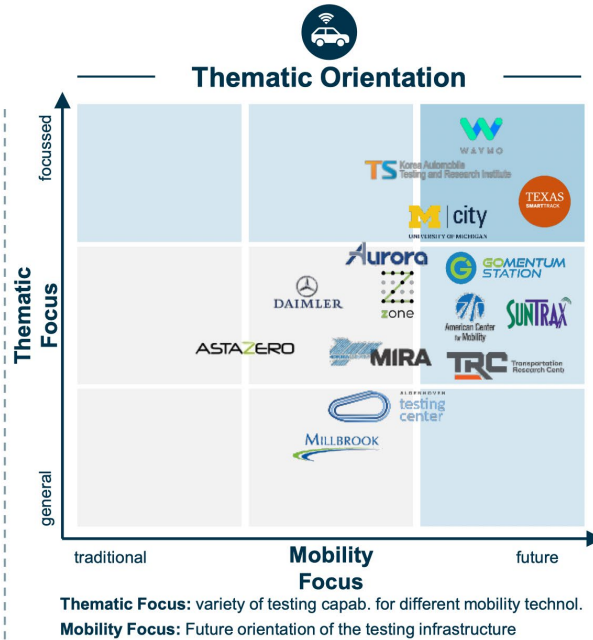 Thematic Orientation
focussed
Thematic
Focus
general
WAYMO
TS Korea Automobile
Testing and Research Institute
TEXAS
SMARTTRACK
M city
UNIVERSITY OF MICHIGAN
Aurora
G GOMENTUM
STATION
DAIMLER
zone
American Center
for Mobility
SUNTRAX
ASTAZERO
MIRA
TRC Transportation
Research Cent
ALDENHOVEN
testing
center
MILLBROOK
traditional
Mobility
Focus
future
Thematic Focus: variety of testing capab. for different mobility technol.
Mobility Focus: Future orientation of the testing infrastructure